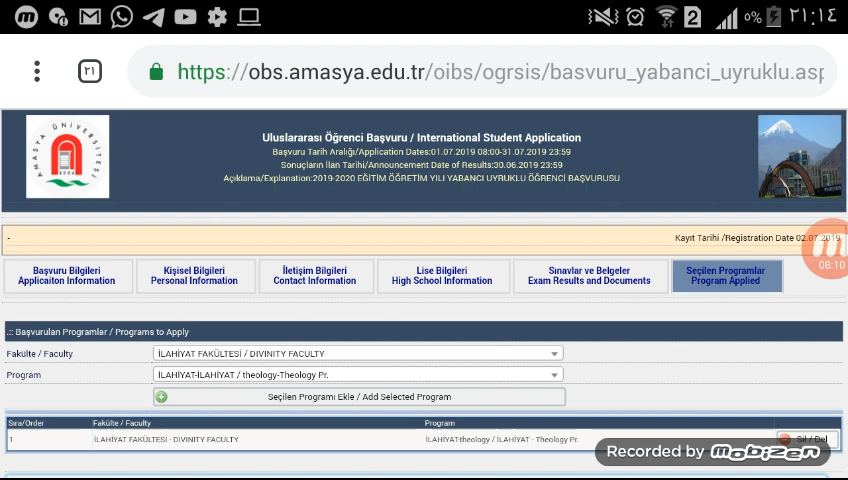 2 0% ٢١:١٤
٢١ https://obs.amasya.edu.tr/oibs/ogrsis/basvuru_yabanci_uyruklu.asp
AMASYA ÜNİVERSİTESİ
Uluslararası Öğrenci Başvuru / International Student Application
Başvuru Tarih Aralığı/Application Dates:01.07.2019 08:00-31.07.2019 23:59
Sonuçların İlan Tarihi/Announcement Date of Results:30.06.2019 23:59
Açıklama/Explanation:2019-2020 EĞİTİM ÖĞRETİM YILI YABANCI UYRUKLU ÖĞRENCİ BAŞVURUSU
- Kayıt Tarihi /Registration Date 02.07.2019
08:10
Başvuru Bilgileri
Applicaiton Information
Kişisel Bilgileri
Personal Information
İletişim Bilgileri
Contact Information
Lise Bilgileri
High School Information
Sınavlar ve Belgeler
Exam Results and Documents
Seçilen Programlar
Program Applied
.:: Başvurulan Programlar / Programs to Apply
Fakülte / Faculty İLAHİYAT FAKÜLTESİ / DIVINITY FACULTY
Program İLAHİYAT-İLAHİYAT / theology-Theology Pr.
Seçilen Programı Ekle / Add Selected Program
Sıra/Order Fakülte / Faculty Program
1 İLAHİYAT FAKÜLTESİ - DIVINITY FACULTY İLAHİYAT-theology / İLAHİYAT - Theology Pr. Sil / Del
Recorded by Mobizen